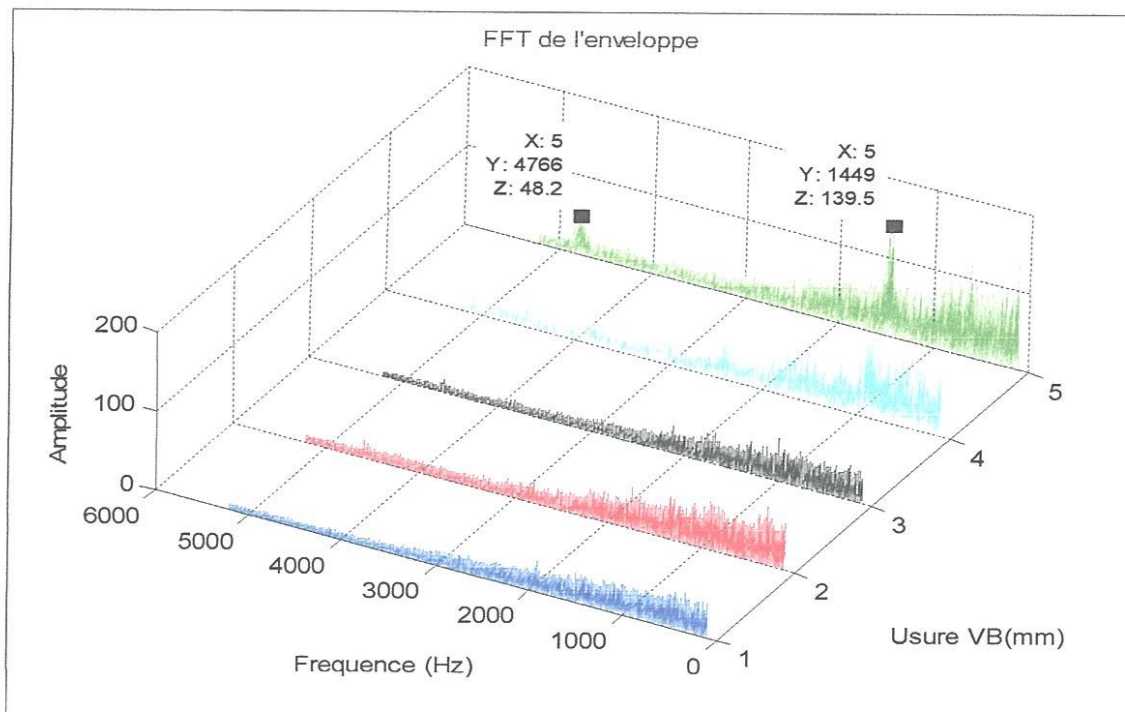 FFT de l'enveloppe
X: 5
Y: 4766
Z: 48.2
X: 5
Y: 1449
Z: 139.5
200
100
0
Amplitude
6000
5000
4000
3000
2000
1000
0
Frequence (Hz)
1
2
3
4
5
Usure VB(mm)